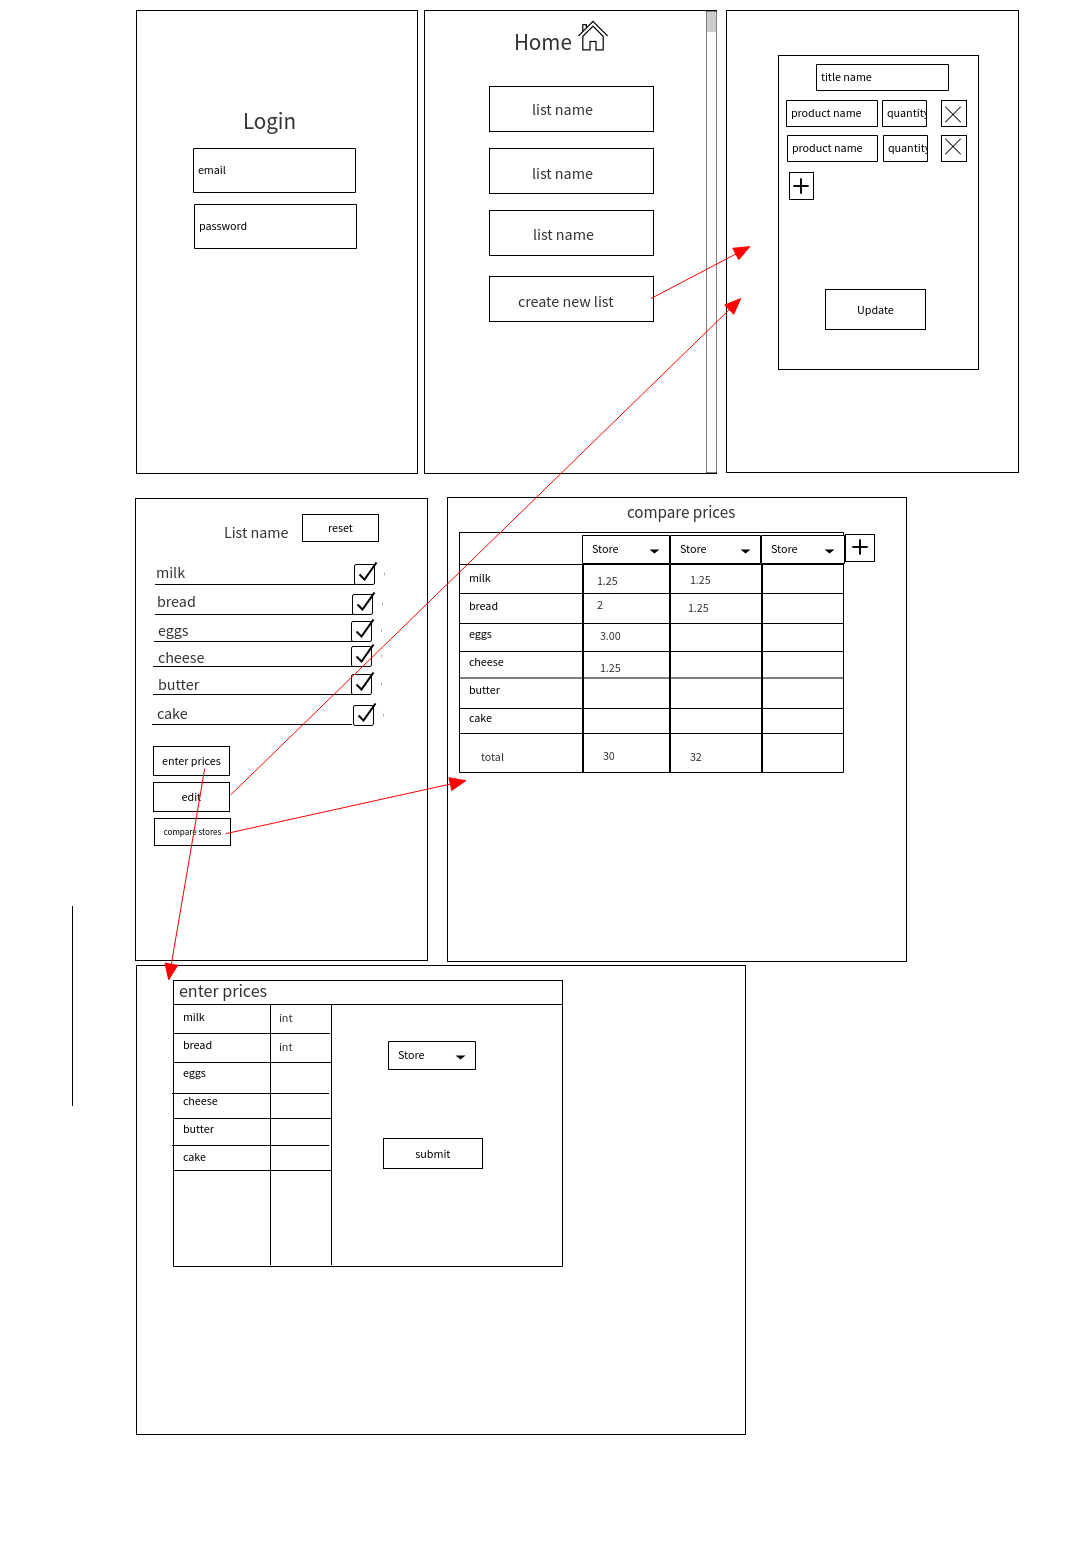 Login
email
password
Home
list name
list name
list name
create new list
title name
product name quantity
product name quantity
Update
List name reset
milk
bread
eggs
cheese
butter
cake
enter prices
edit
compare stores
compare prices
Store Store Store
milk 1.25 1.25
bread 2 1.25
eggs 3.00
cheese 1.25
butter
cake
total 30 32
enter prices
milk int
bread int
eggs
cheese
butter
cake
Store
submit